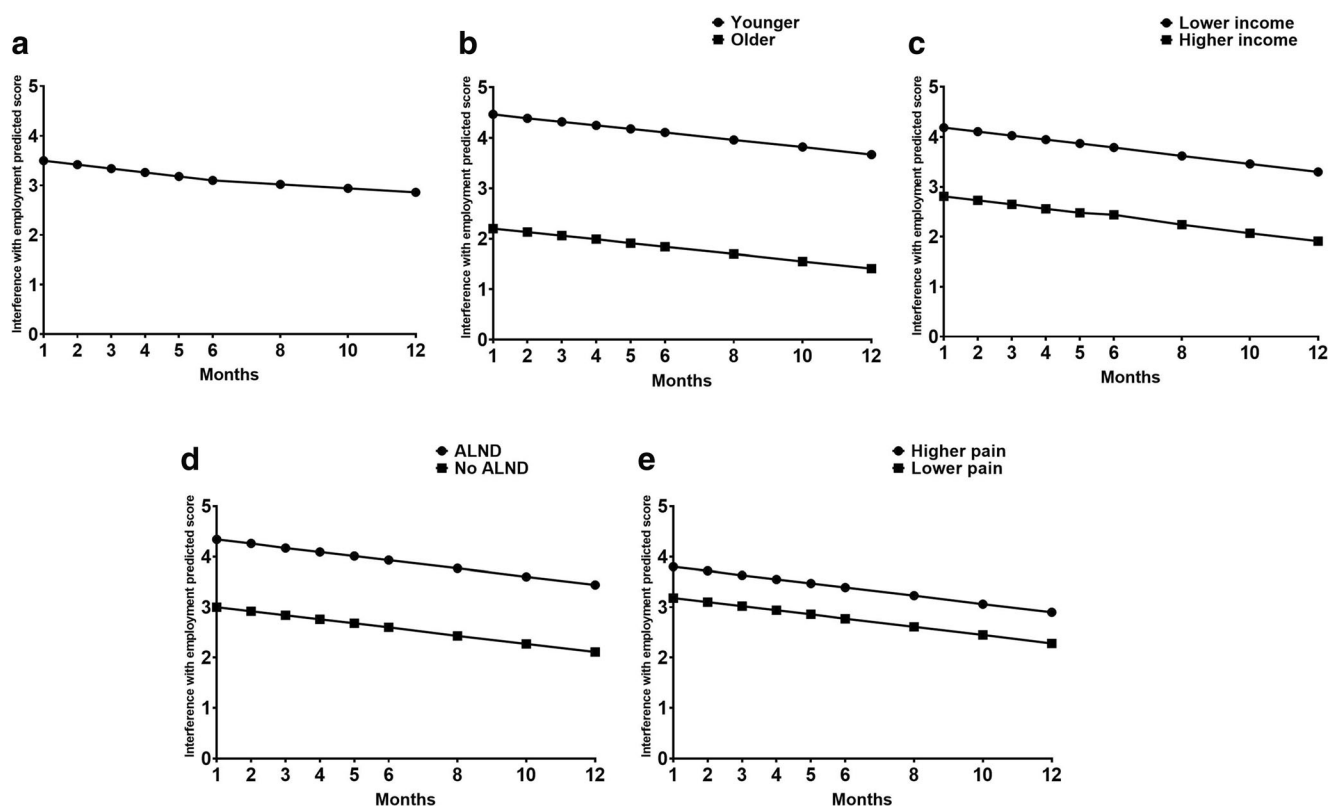 a
Interference with employment predicted score
5
4
3
2
1
0
1 2 3 4 5 6 8 10 12
Months
b
Younger
Older
Interference with employment predicted score
5
4
3
2
1
0
1 2 3 4 5 6 8 10 12
Months
c
Lower income
Higher income
Interference with employment predicted score
5
4
3
2
1
0
1 2 3 4 5 6 8 10 12
Months
d
ALND
No ALND
Interference with employment predicted score
5
4
3
2
1
0
1 2 3 4 5 6 8 10 12
Months
e
Higher pain
Lower pain
Interference with employment predicted score
5
4
3
2
1
0
1 2 3 4 5 6 8 10 12
Months